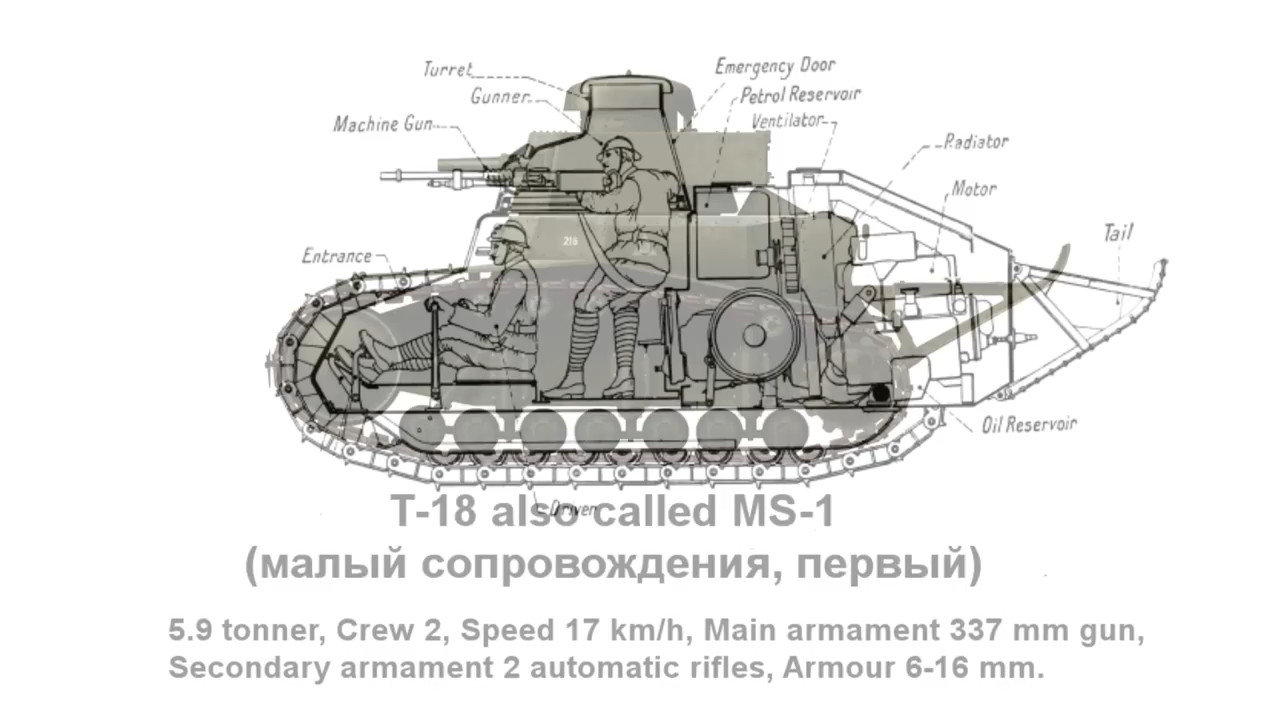 Turret
Emergency Door
Gunner
Petrol Reservoir
Machine Gun
Ventilator
Radiator
Motor
Tail
Entrance
216
Oil Reservoir
Driver
T-18 also called MS-1
(малый сопровождения, первый)
5.9 tonner, Crew 2, Speed 17 km/h, Main armament 337 mm gun,
Secondary armament 2 automatic rifles, Armour 6-16 mm.